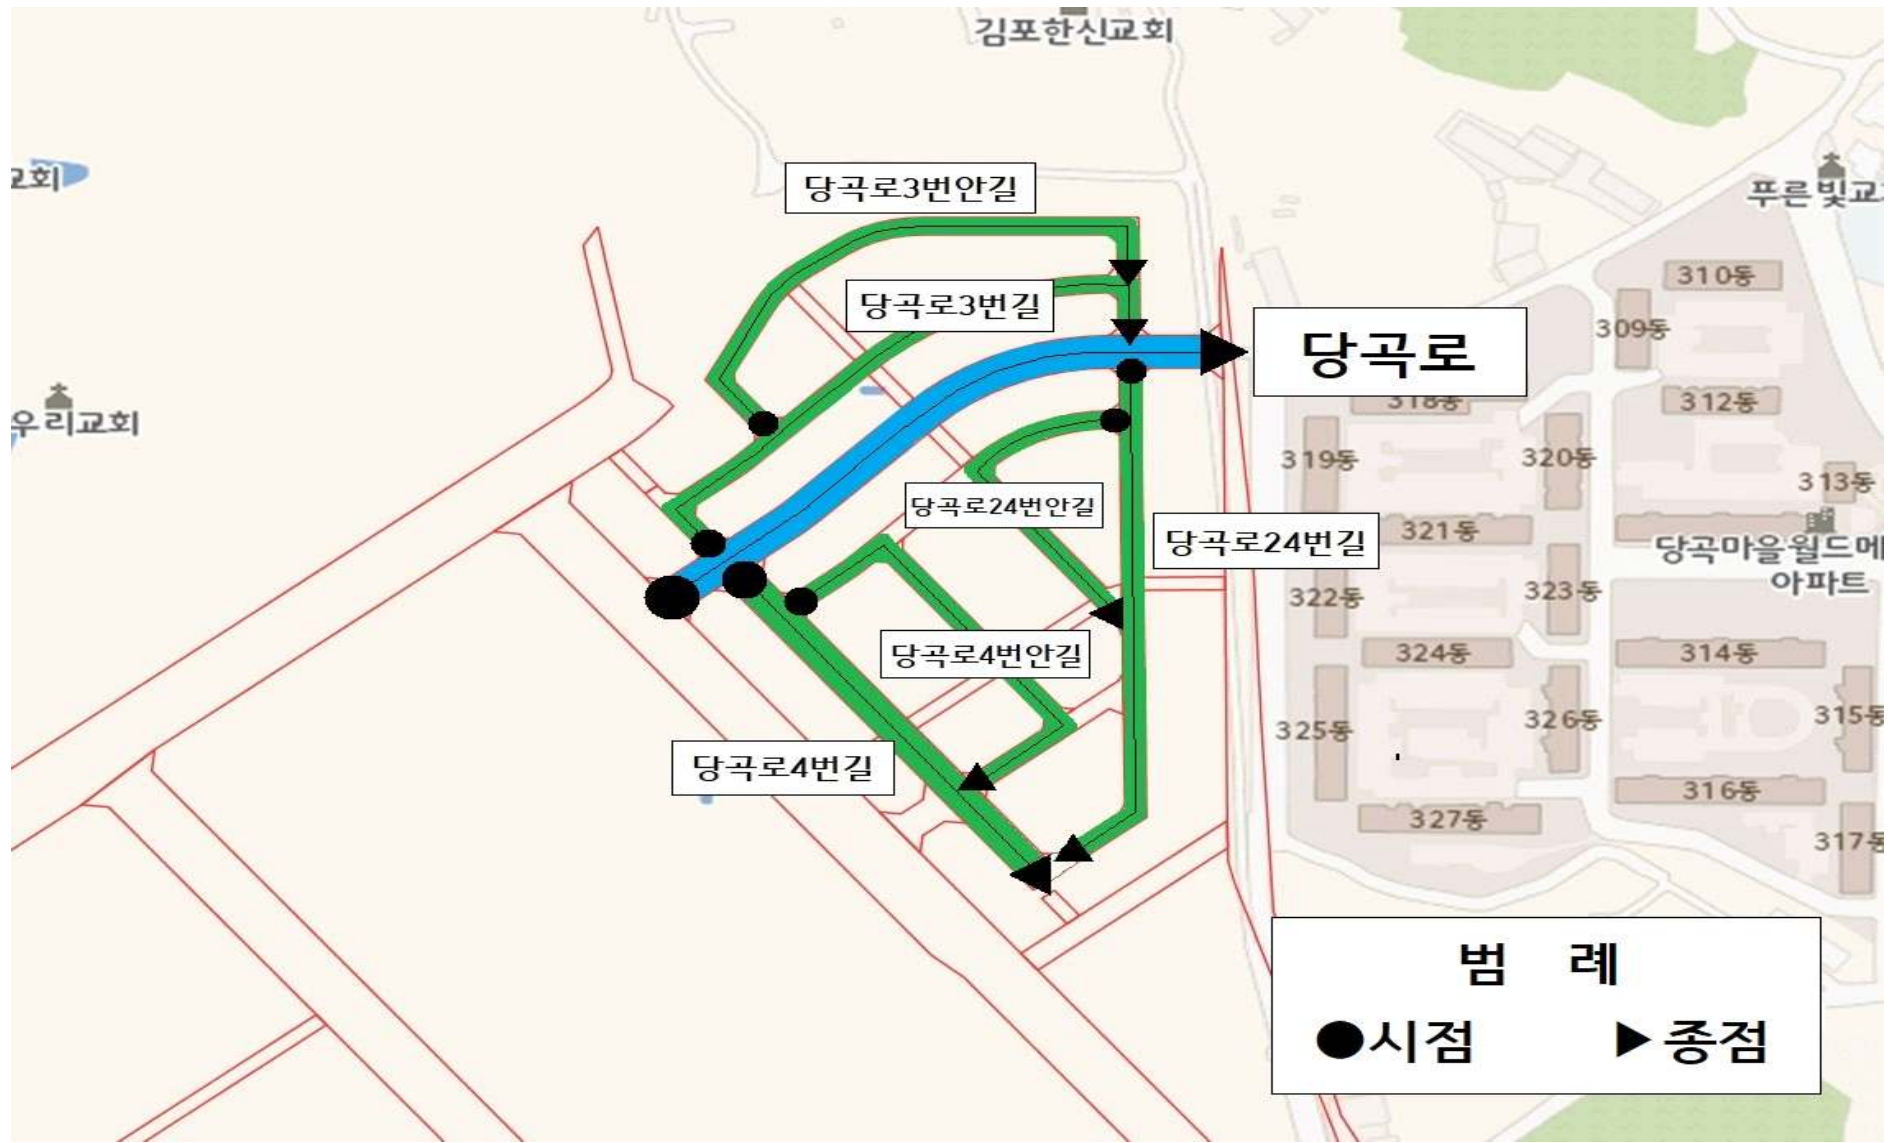 김포한신교회
교회
당곡로3번안길
푸른빛교
310동
당곡로3번길
309동
당곡로
318동
312동
우리교회
319동
320동
313동
당곡로24번안길
321동
당곡로24번길
당곡마을월드메
아파트
322동
323동
당곡로4번안길
324동
314동
325동
326동
315동
당곡로4번길
316동
327동
317동
범 례
●시점 ▶종점